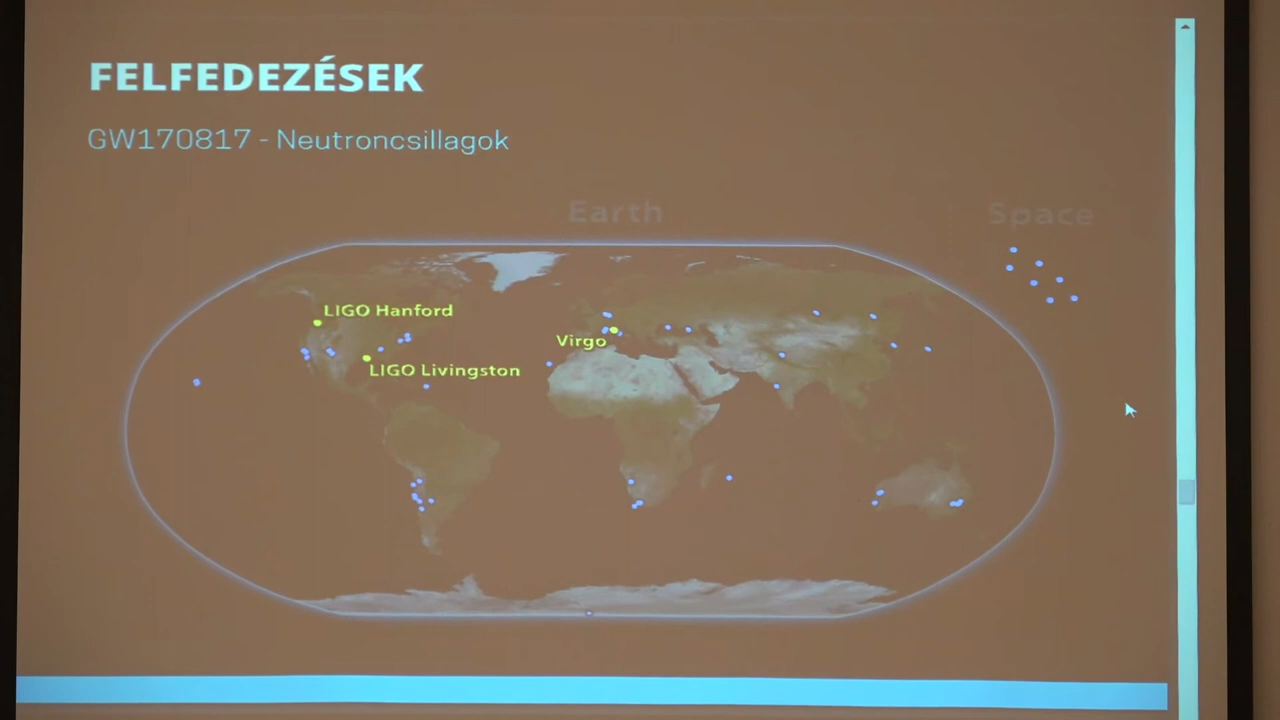 FELFEDEZÉSEK
GW170817 - Neutroncsillagok
Earth
Space
LIGO Hanford
Virgo
LIGO Livingston